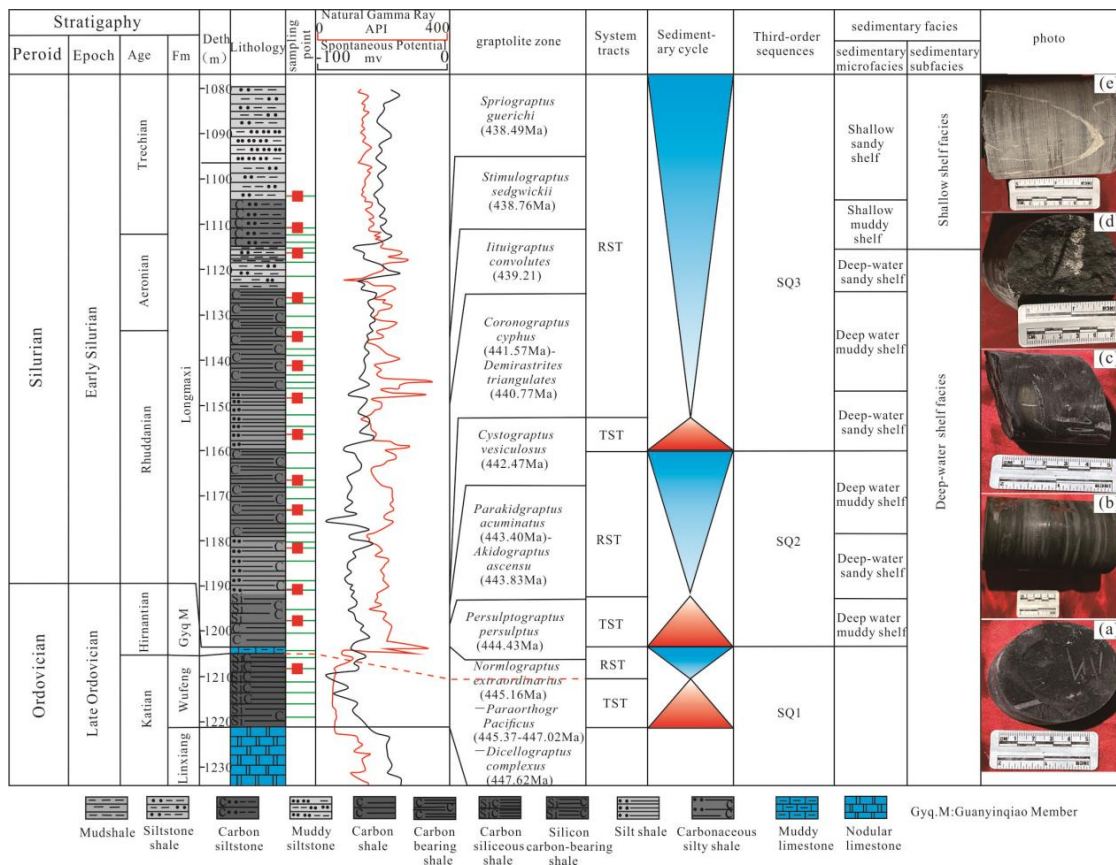 Stratigaphy
Peroid
Epoch
Age
Fm
Deth
(m)
Lithology
sampling
point
Natural Gamma Ray
0 API 400
Spontaneous Potential
-100 mv 0
graptolite zone
System
tracts
Sediment-
ary cycle
Third-order
sequences
sedimentary facies
sedimentary
microfacies
sedimentary
subfacies
photo
Silurian
Ordovician
Early Silurian
Late Ordovician
Trechian
Aeronian
Rhuddanian
Hirnantian
Katian
Longmaxi
Gyq M
Wufeng
Linxiang
1080
1090
1100
1110
1120
1130
1140
1150
1160
1170
1180
1190
1200
1210
1220
1230
Spriograptus
guerichi
(438.49Ma)
Stimulograptus
sedgwickii
(438.76Ma)
Iituigraptus
convolutes
(439.21)
Coronograptus
cyphus
(441.57Ma)-
Demirastrites
triangulates
(440.77Ma)
Cystograptus
vesiculosus
(442.47Ma)
Parakidgraptus
acuminatus
(443.40Ma)-
Akidograptus
ascensu
(443.83Ma)
Persulptograptus
persulptus
(444.43Ma)
Normlograptus
extraordinarius
(445.16Ma)
—Paraorthogr
Pacificus
(445.37-447.02Ma)
—Dicellograptus
complexus
(447.62Ma)
RST
TST
RST
TST
RST
TST
SQ3
SQ2
SQ1
Shallow
sandy
shelf
Shallow
muddy
shelf
Deep-water
sandy shelf
Deep water
muddy shelf
Deep-water
sandy shelf
Deep water
muddy shelf
Deep-water
sandy shelf
Deep water
muddy shelf
Shallow shelf facies
Deep-water shelf facies
(e)
(d)
(c)
(b)
(a)
Mudshale
Siltstone
shale
Carbon
siltstone
Muddy
siltstone
Carbon
shale
Carbon
bearing
shale
Carbon
siliceous
shale
Silicon
carbon-bearing
shale
Silt shale
Carbonaceous
silty shale
Muddy
limestone
Nodular
limestone
Gyq.M:Guanyinqiao Member